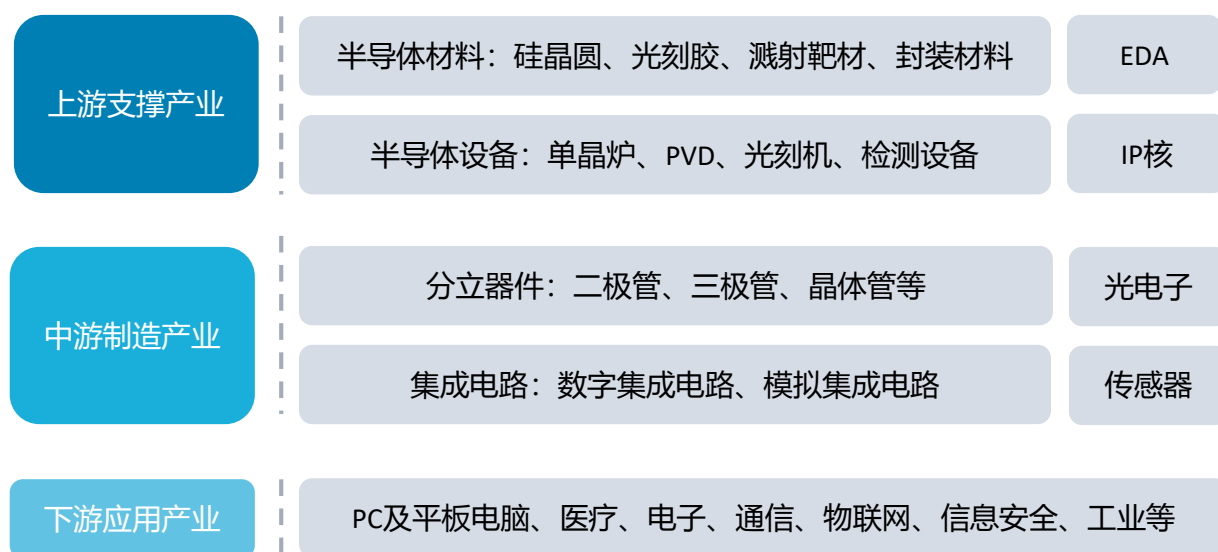 上游支撑产业
半导体材料：硅晶圆、光刻胶、溅射靶材、封装材料
EDA
半导体设备：单晶炉、PVD、光刻机、检测设备
IP核
中游制造产业
分立器件：二极管、三极管、晶体管等
光电子
集成电路：数字集成电路、模拟集成电路
传感器
下游应用产业
PC及平板电脑、医疗、电子、通信、物联网、信息安全、工业等